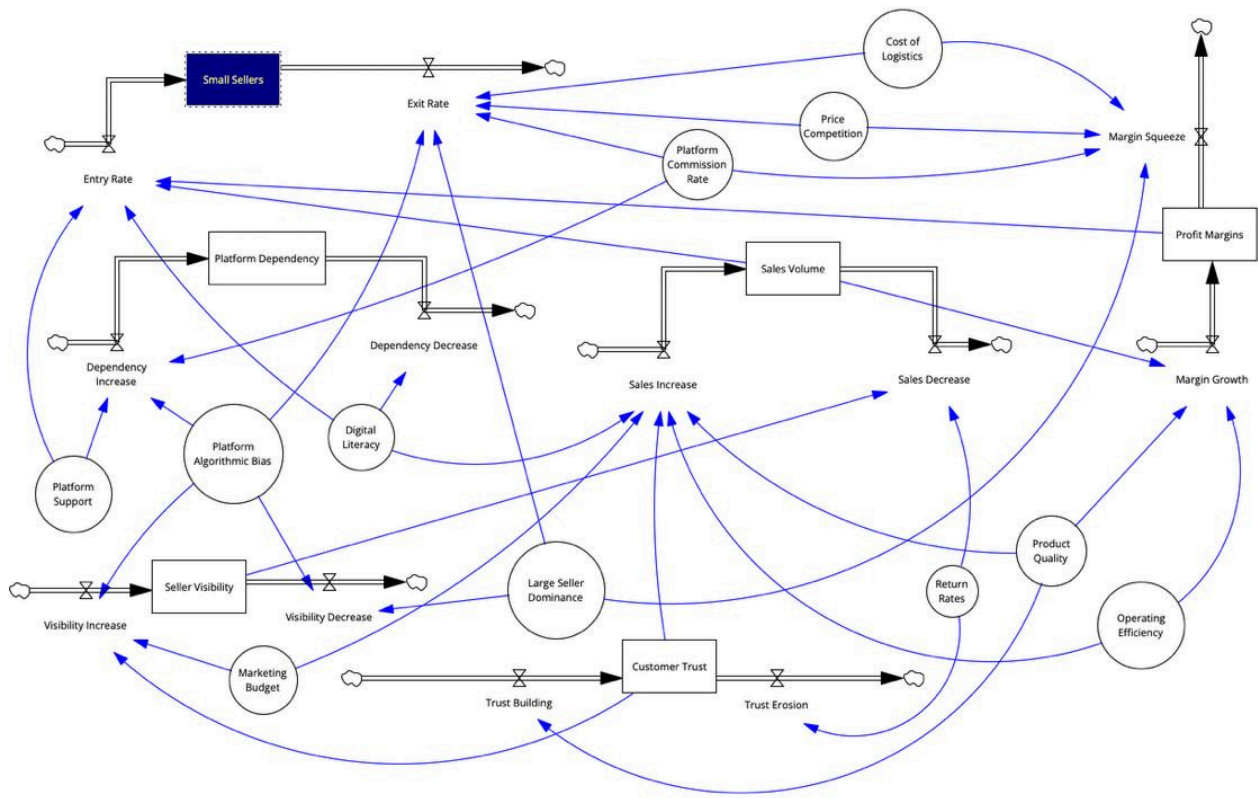 Cost of
Logistics
Small Sellers
Exit Rate
Price
Competition
Margin Squeeze
Platform
Commission
Rate
Entry Rate
Profit Margins
Platform Dependency
Sales Volume
Dependency Decrease
Dependency
Increase
Sales Increase
Sales Decrease
Margin Growth
Digital
Literacy
Platform
Algorithmic Bias
Platform
Support
Product
Quality
Seller Visibility
Large Seller
Dominance
Return
Rates
Visibility Increase
Visibility Decrease
Operating
Efficiency
Customer Trust
Marketing
Budget
Trust Building
Trust Erosion